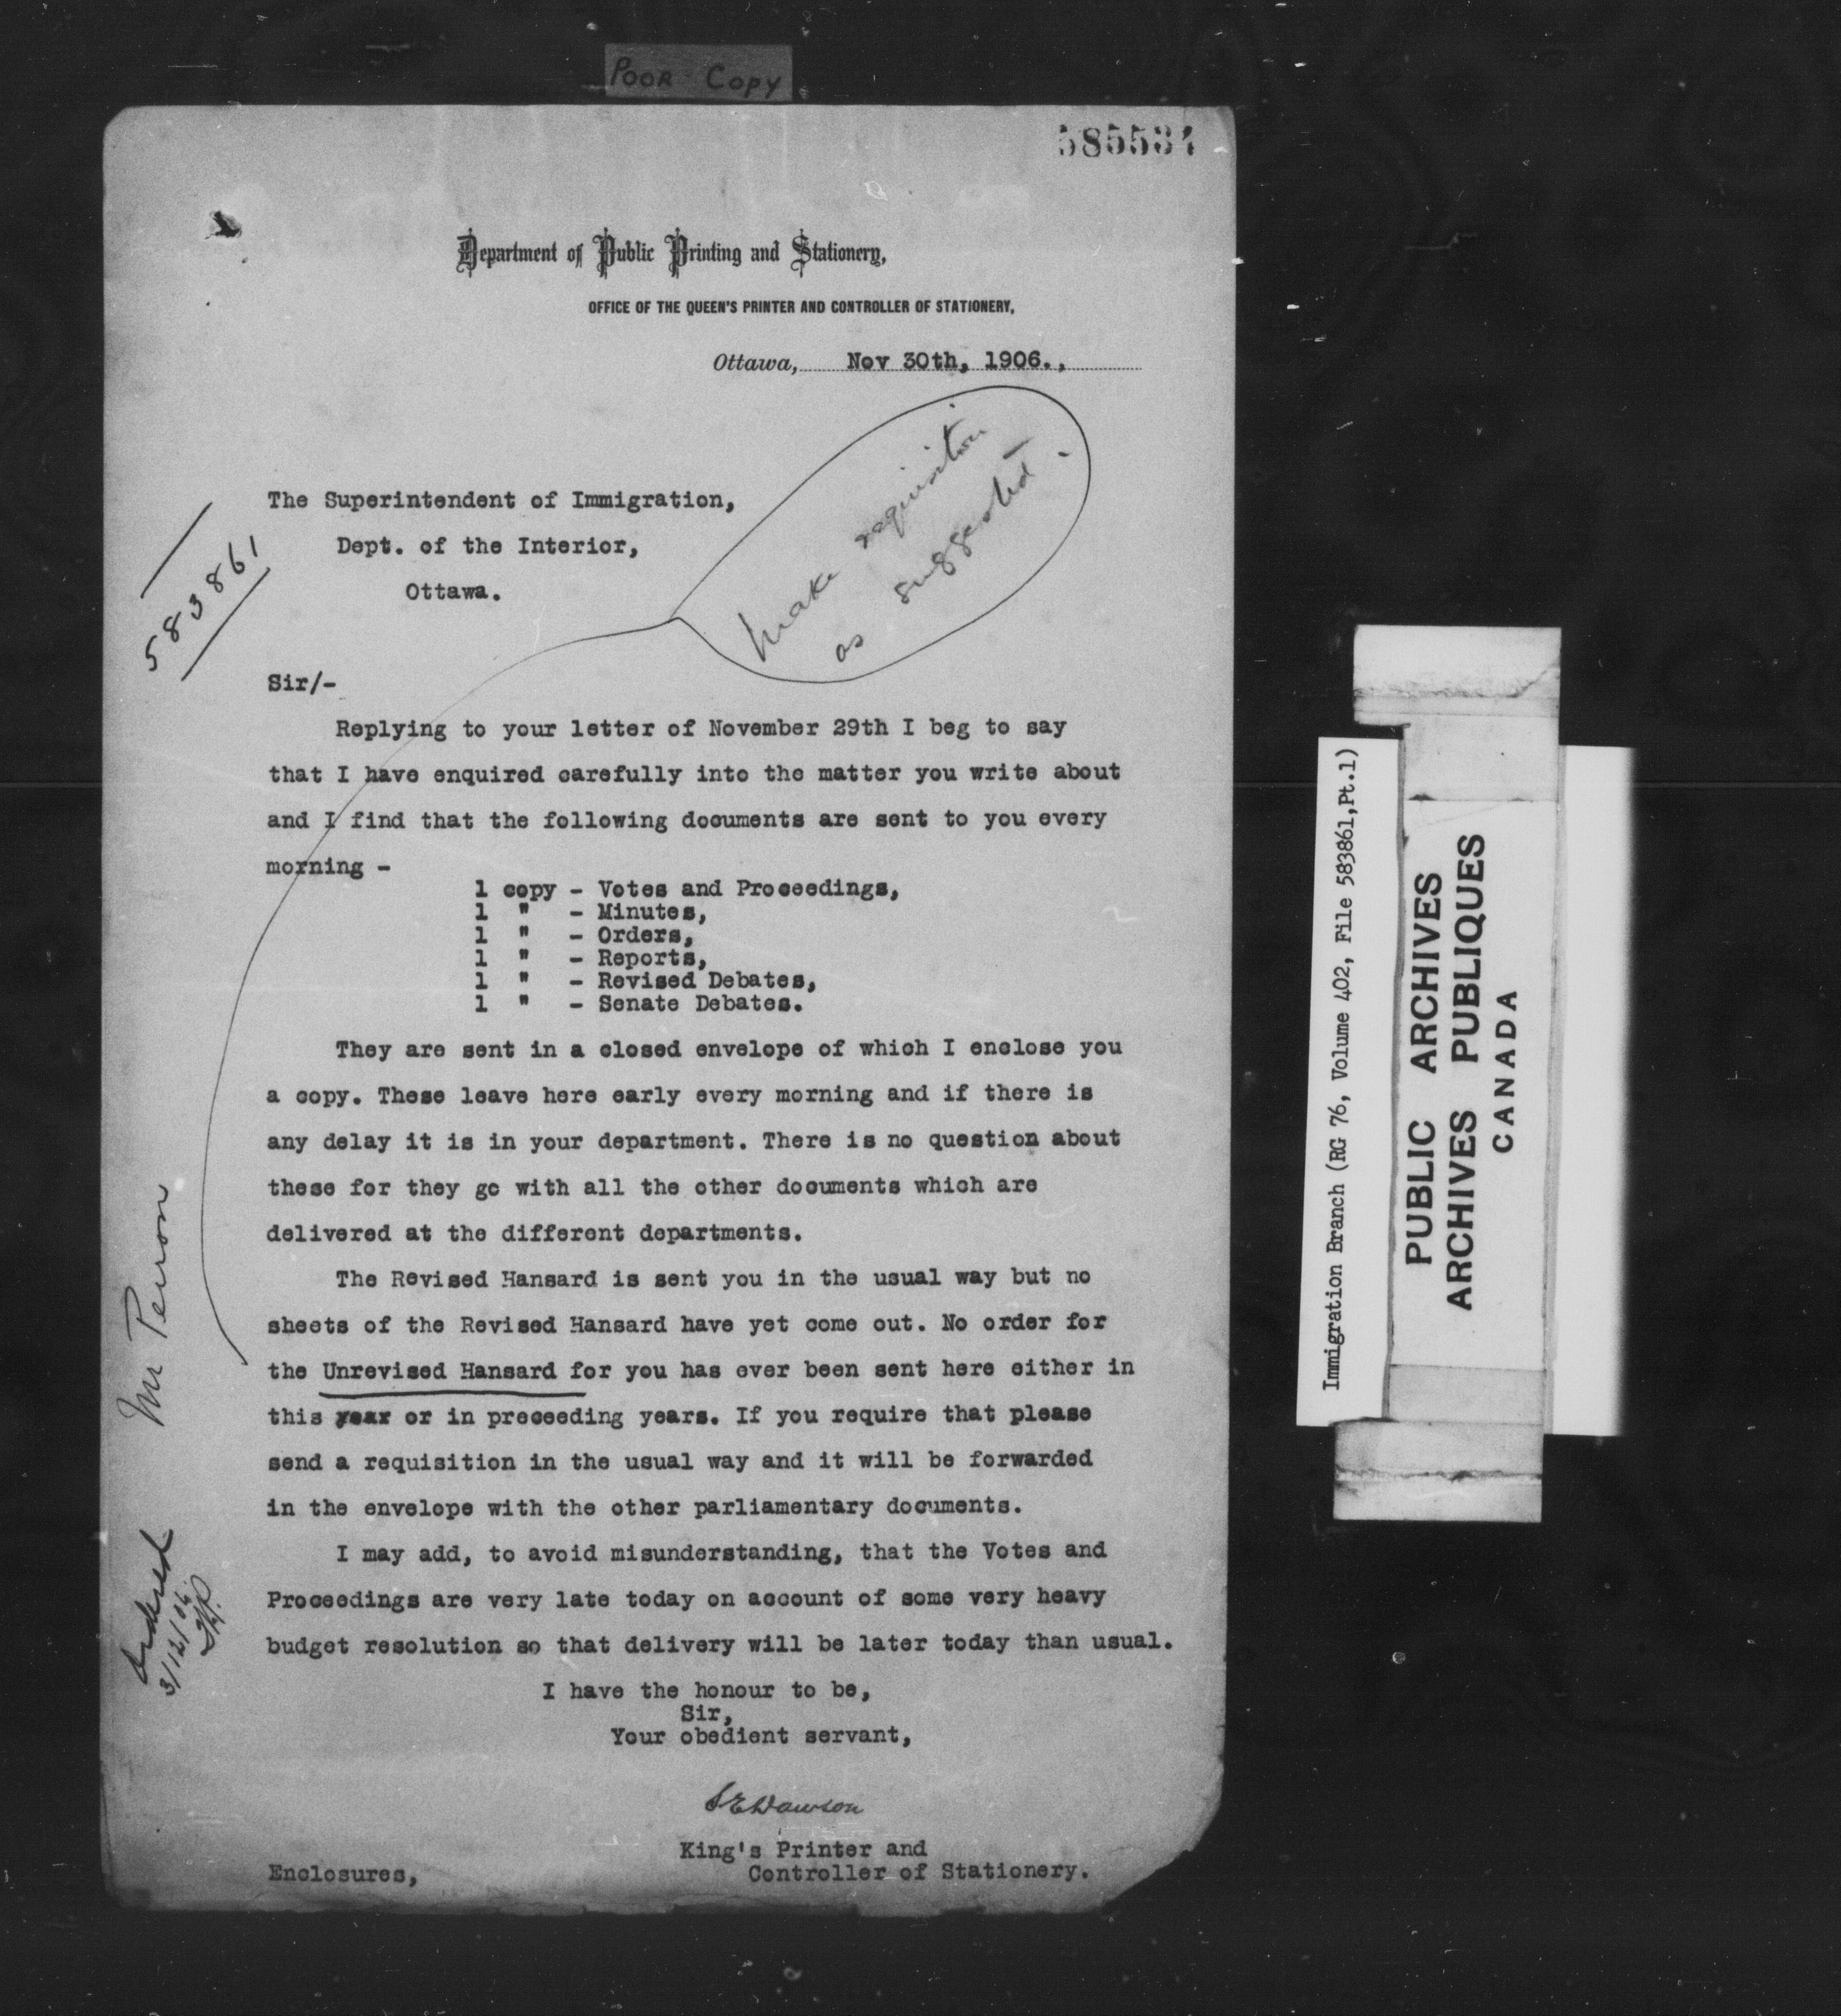 POOR COPY
585534
Department of Public Printing and Stationery,
OFFICE OF THE QUEEN'S PRINTER AND CONTROLLER OF STATIONERY,
Ottawa, Nov 30th, 1906.,
Make requisition
as suggested.
The Superintendent of Immigration,
Dept. of the Interior,
Ottawa.
583861
Sir/-
Replying to your letter of November 29th I beg to say
that I have enquired carefully into the matter you write about
and I find that the following documents are sent to you every
morning -
1 copy - Votes and Proceedings,
1 " - Minutes,
1 " - Orders,
1 " - Reports,
1 " - Revised Debates,
1 " - Senate Debates.
They are sent in a closed envelope of which I enclose you
a copy. These leave here early every morning and if there is
any delay it is in your department. There is no question about
these for they go with all the other documents which are
delivered at the different departments.
The Revised Hansard is sent you in the usual way but no
sheets of the Revised Hansard have yet come out. No order for
the Unrevised Hansard for you has ever been sent here either in
this year or in preceeding years. If you require that please
send a requisition in the usual way and it will be forwarded
in the envelope with the other parliamentary documents.
I may add, to avoid misunderstanding, that the Votes and
Proceedings are very late today on account of some very heavy
budget resolution so that delivery will be later today than usual.
I have the honour to be,
Sir,
Your obedient servant,
S E Dawson
King's Printer and
Controller of Stationery.
Enclosures,
Mr
Ordered
3/12/06
Immigration Branch (RG 76, Volume 402, File 583861,Pt.1)
PUBLIC ARCHIVES
ARCHIVES PUBLIQUES
CANADA